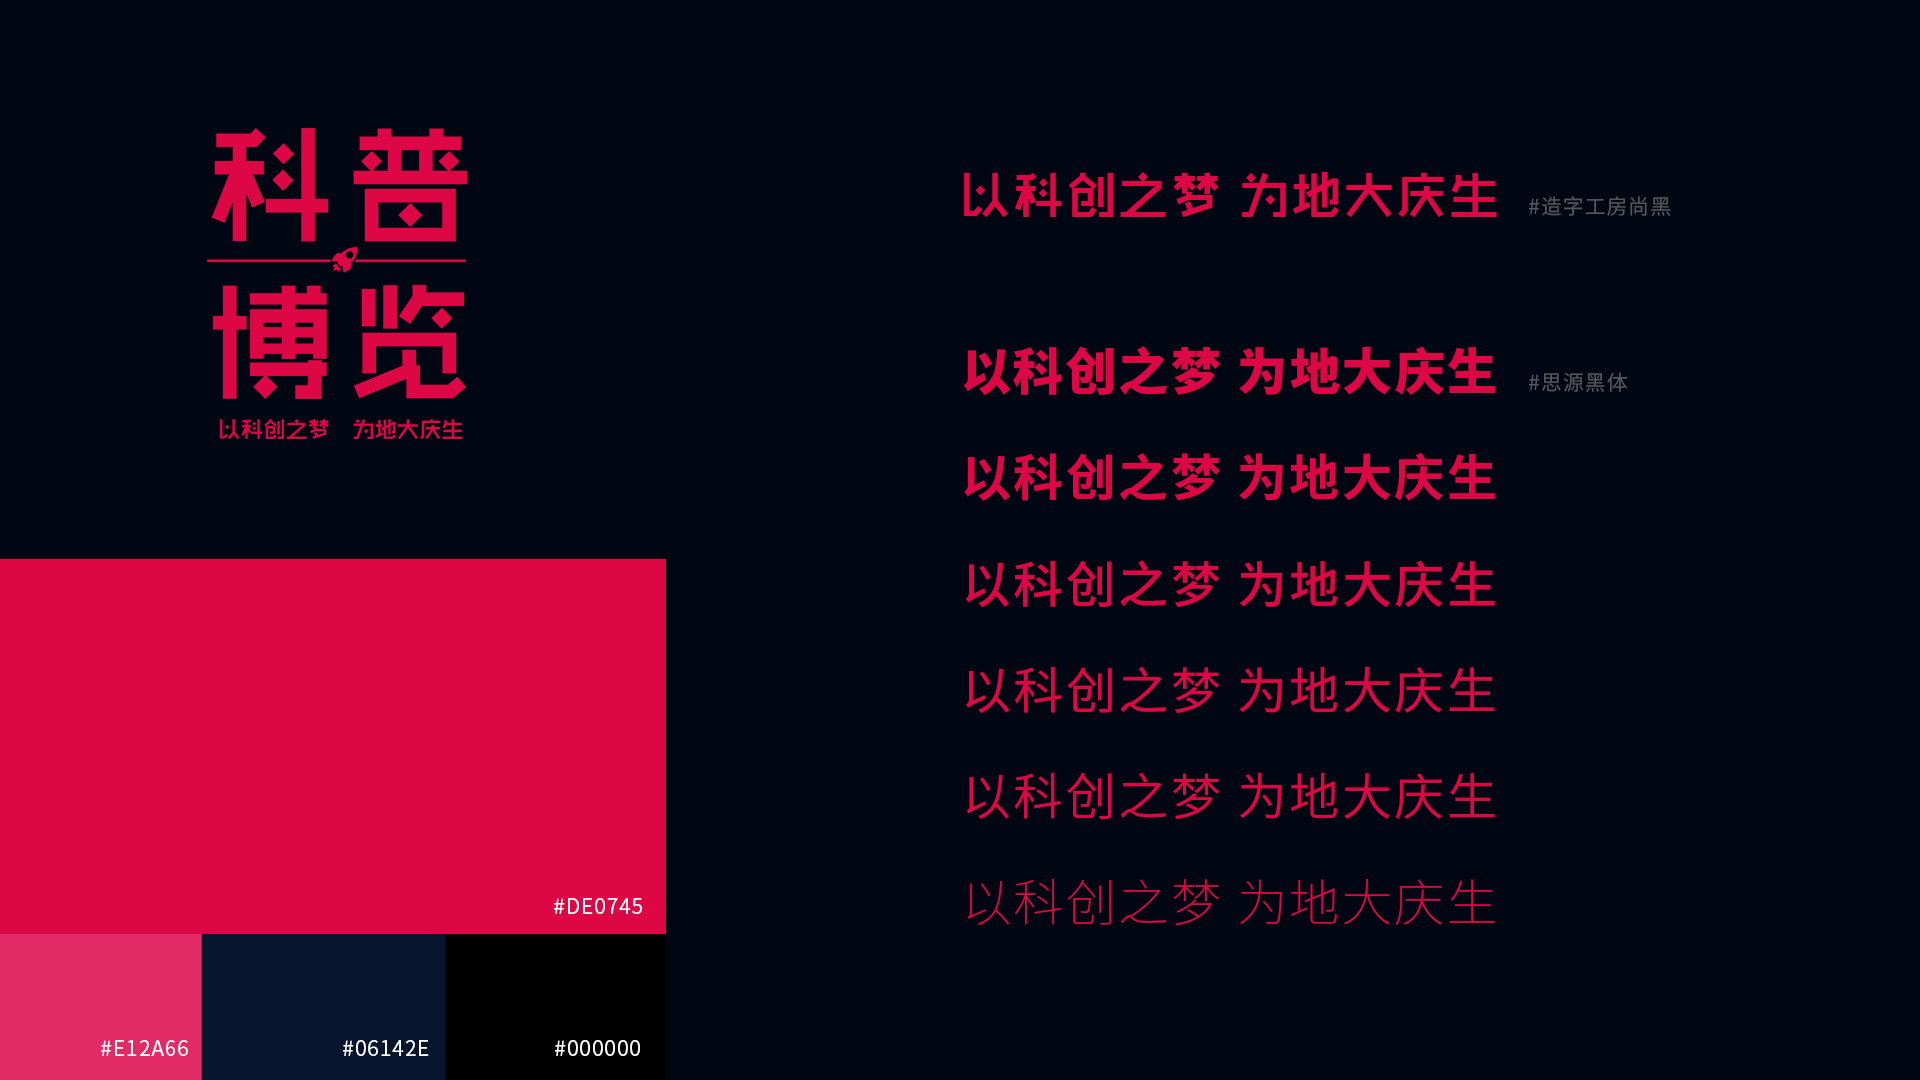 科普
博览
以科创之梦 为地大庆生
#DE0745
#E12A66
#06142E
#000000
以科创之梦 为地大庆生
#造字工房尚黑
以科创之梦 为地大庆生
#思源黑体
以科创之梦 为地大庆生
以科创之梦 为地大庆生
以科创之梦 为地大庆生
以科创之梦 为地大庆生
以科创之梦 为地大庆生